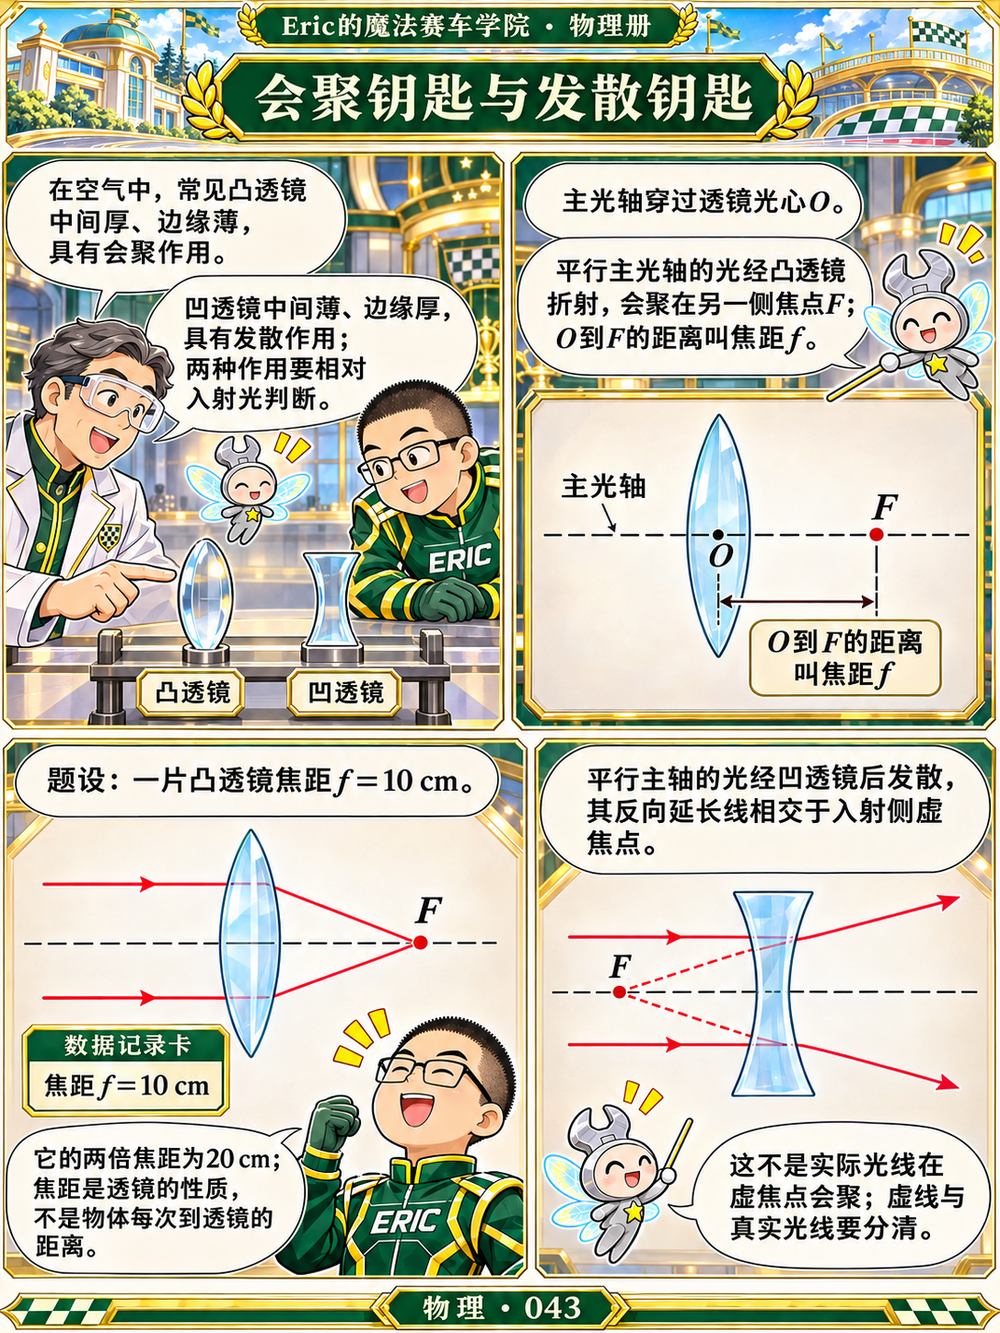 Eric的魔法赛车学院·物理册
会聚钥匙与发散钥匙
在空气中，常见凸透镜
中间厚、边缘薄，
具有会聚作用。
凹透镜中间薄、边缘厚，
具有发散作用；
两种作用要相对
入射光判断。
ERIC
凸透镜
凹透镜
主光轴穿过透镜光心O。
平行主光轴的光经凸透镜
折射，会聚在另一侧焦点F；
O到F的距离叫焦距f。
主光轴
F
O
O到F的距离
叫焦距f
题设：一片凸透镜焦距f=10 cm。
F
数据记录卡
焦距f=10 cm
它的两倍焦距为20 cm；
焦距是透镜的性质，
不是物体每次到透镜的
距离。
ERIC
平行主轴的光经凹透镜后发散，
其反向延长线相交于入射侧虚
焦点。
F
这不是实际光线在
虚焦点会聚；虚线与
真实光线要分清。
物理·043